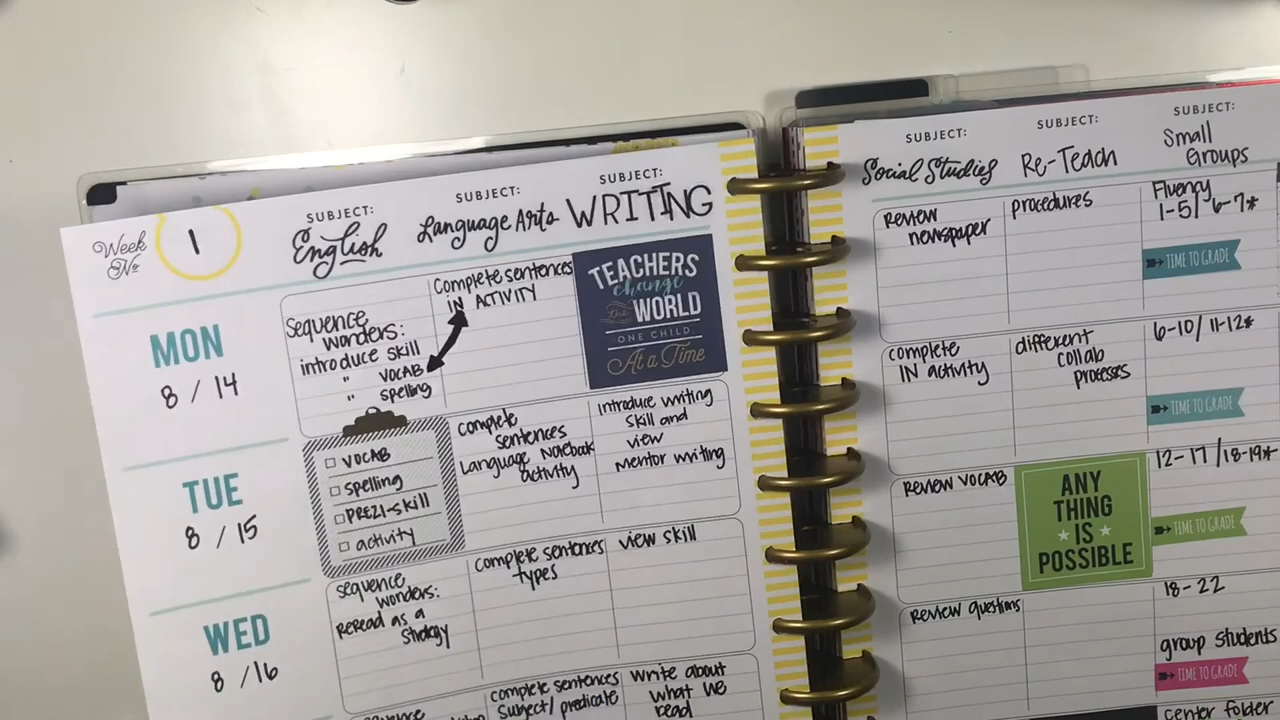 Week
No
1
SUBJECT:
English
SUBJECT:
Language Arts
SUBJECT:
WRITING
MON
8 / 14
Sequence
wonders:
introduce skill
" VOCAB
" spelling
Complete sentences
IN ACTIVITY
TEACHERS
change
the WORLD
ONE CHILD
At a Time
TUE
8 / 15
VOCAB
spelling
PREZI-SKILL
activity
complete
sentences
Language Notebook
activity
introduce writing
skill and
view
mentor writing
WED
8 / 16
sequence
wonders:
REREAD as a
strategy
complete sentences
types
view skill
complete sentences
subject/predicate
write about
what we
read
SUBJECT:
Social Studies
SUBJECT:
Re-Teach
SUBJECT:
Small
Groups
REVIEW
newspaper
procedures
Fluency
1-5/ 6-7*
TIME TO GRADE
complete
IN activity
different
collab
processes
6-10/ 11-12*
TIME TO GRADE
REVIEW VOCAB
ANY
THING
IS
POSSIBLE
12-17 /18-19*
TIME TO GRADE
REVIEW questions
18-22
group students
TIME TO GRADE
center folder